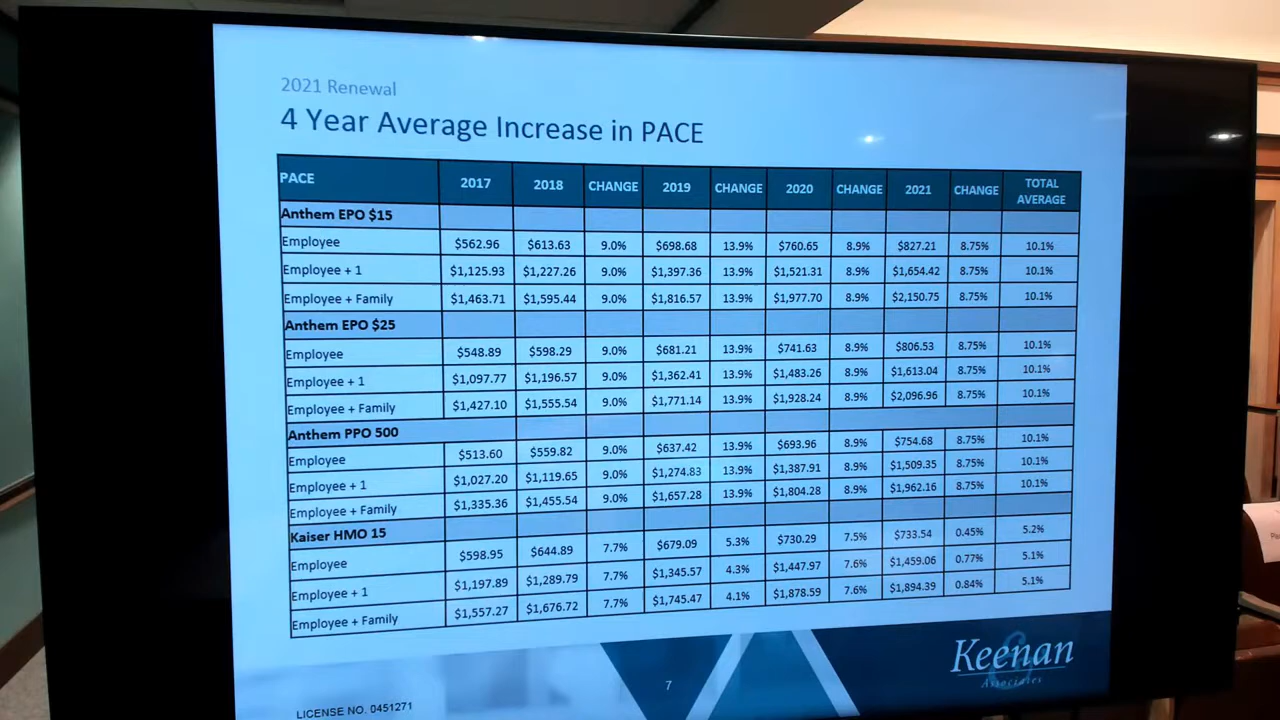 2021 Renewal
4 Year Average Increase in PACE
PACE 2017 2018 CHANGE 2019 CHANGE 2020 CHANGE 2021 CHANGE TOTAL AVERAGE
Anthem EPO $15
Employee $562.96 $613.63 9.0% $698.68 13.9% $760.65 8.9% $827.21 8.75% 10.1%
Employee + 1 $1,125.93 $1,227.26 9.0% $1,397.36 13.9% $1,521.31 8.9% $1,654.42 8.75% 10.1%
Employee + Family $1,463.71 $1,595.44 9.0% $1,816.57 13.9% $1,977.70 8.9% $2,150.75 8.75% 10.1%
Anthem EPO $25
Employee $548.89 $598.29 9.0% $681.21 13.9% $741.63 8.9% $806.53 8.75% 10.1%
Employee + 1 $1,097.77 $1,196.57 9.0% $1,362.41 13.9% $1,483.26 8.9% $1,613.04 8.75% 10.1%
Employee + Family $1,427.10 $1,555.54 9.0% $1,771.14 13.9% $1,928.24 8.9% $2,096.96 8.75% 10.1%
Anthem PPO 500
Employee $513.60 $559.82 9.0% $637.42 13.9% $693.96 8.9% $754.68 8.75% 10.1%
Employee + 1 $1,027.20 $1,119.65 9.0% $1,274.83 13.9% $1,387.91 8.9% $1,509.35 8.75% 10.1%
Employee + Family $1,335.36 $1,455.54 9.0% $1,657.28 13.9% $1,804.28 8.9% $1,962.16 8.75% 10.1%
Kaiser HMO 15
Employee $598.95 $644.89 7.7% $679.09 5.3% $730.29 7.5% $733.54 0.45% 5.2%
Employee + 1 $1,197.89 $1,289.79 7.7% $1,345.57 4.3% $1,447.97 7.6% $1,459.06 0.77% 5.1%
Employee + Family $1,557.27 $1,676.72 7.7% $1,745.47 4.1% $1,878.59 7.6% $1,894.39 0.84% 5.1%
Keenan
& Associates
7
LICENSE NO. 0451271